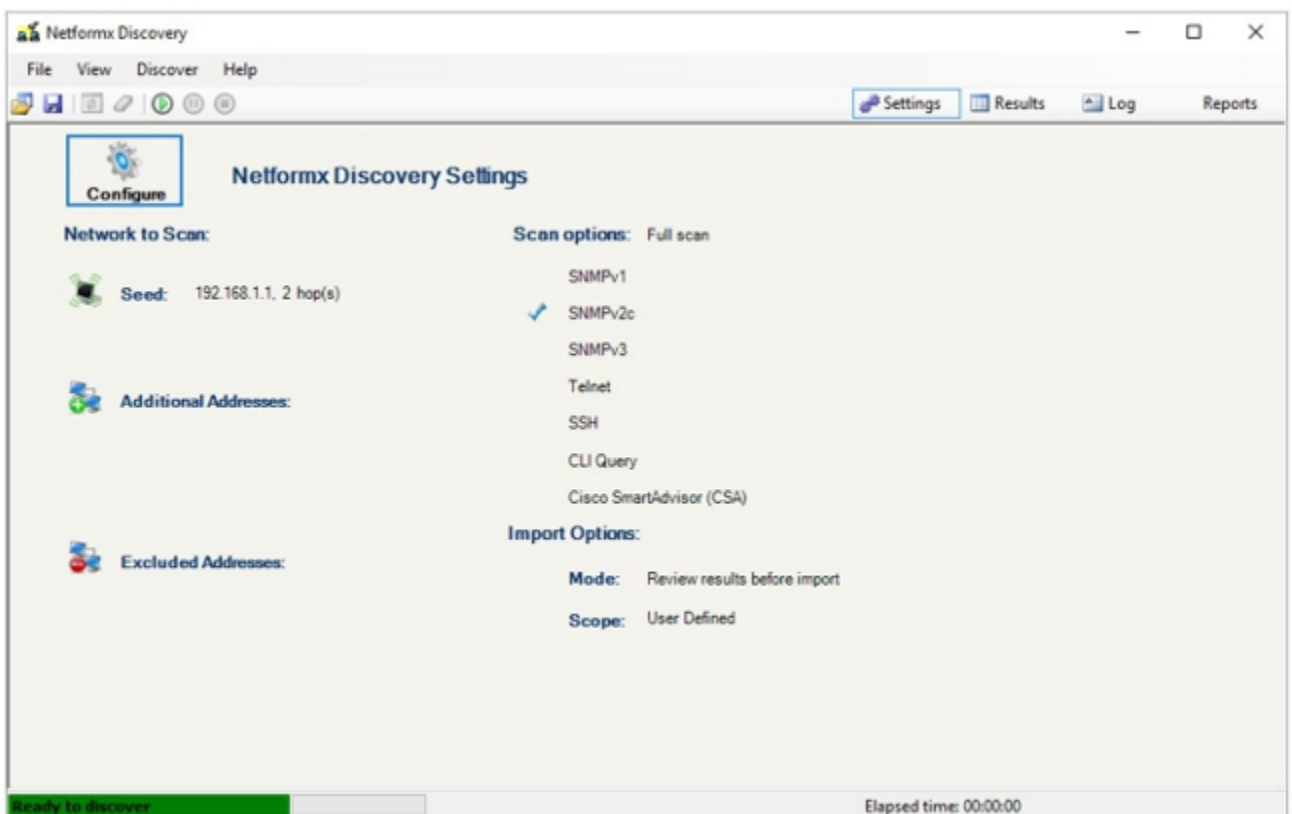 Netformx Discovery
File View Discover Help
Settings Results Log Reports
Configure
Netformx Discovery Settings
Network to Scan:
Seed: 192.168.1.1, 2 hop(s)
Additional Addresses:
Excluded Addresses:
Scan options: Full scan
SNMPv1
SNMPv2c
SNMPv3
Telnet
SSH
CLI Query
Cisco SmartAdvisor (CSA)
Import Options:
Mode: Review results before import
Scope: User Defined
Ready to discover
Elapsed time: 00:00:00